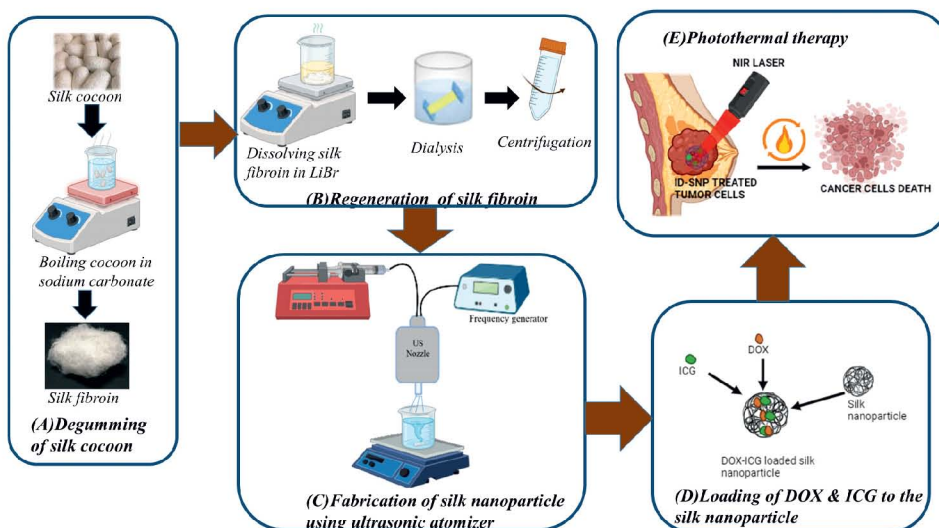 Silk cocoon
Boiling cocoon in
sodium carbonate
Silk fibroin
(A)Degumming
of silk cocoon
Dissolving silk
fibroin in LiBr
Dialysis
Centrifugation
(B)Regeneration of silk fibroin
US
Nozzle
Frequency generator
(C)Fabrication of silk nanoparticle
using ultrasonic atomizer
ICG
DOX
Silk
nanoparticle
DOX-ICG loaded silk
nanoparticle
(D)Loading of DOX & ICG to the
silk nanoparticle
(E)Photothermal therapy
NIR LASER
ID-SNP TREATED
TUMOR CELLS
CANCER CELLS DEATH